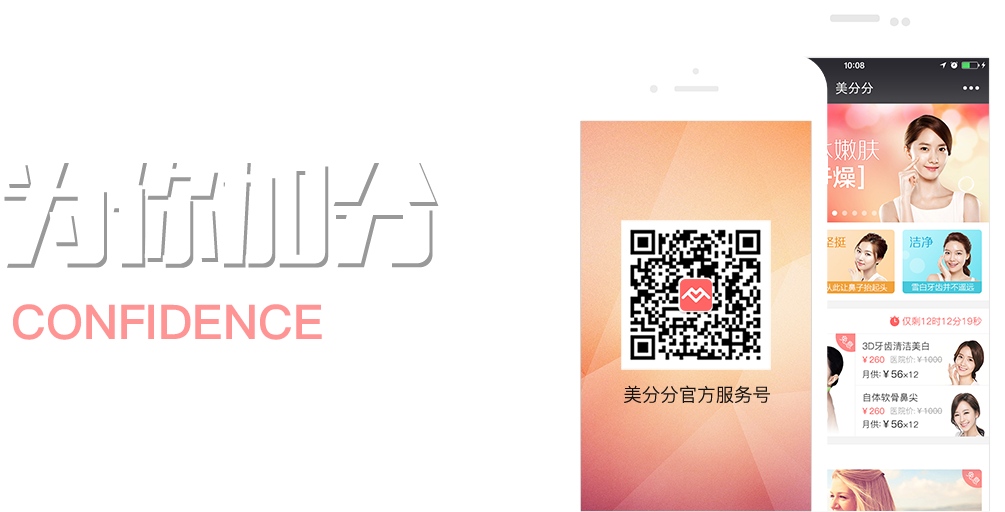 为你加分
CONFIDENCE
美分分官方服务号
10:08
美分分
嫩肤
燥]
坚挺
从此让鼻子抬起头
洁净
雪白牙齿并不遥远
仅剩12时12分19秒
免息
3D牙齿清洁美白
¥260 医院价: ¥1000
月供: ¥56×12
自体软骨鼻尖
¥260 医院价: ¥1000
月供: ¥56×12
免息